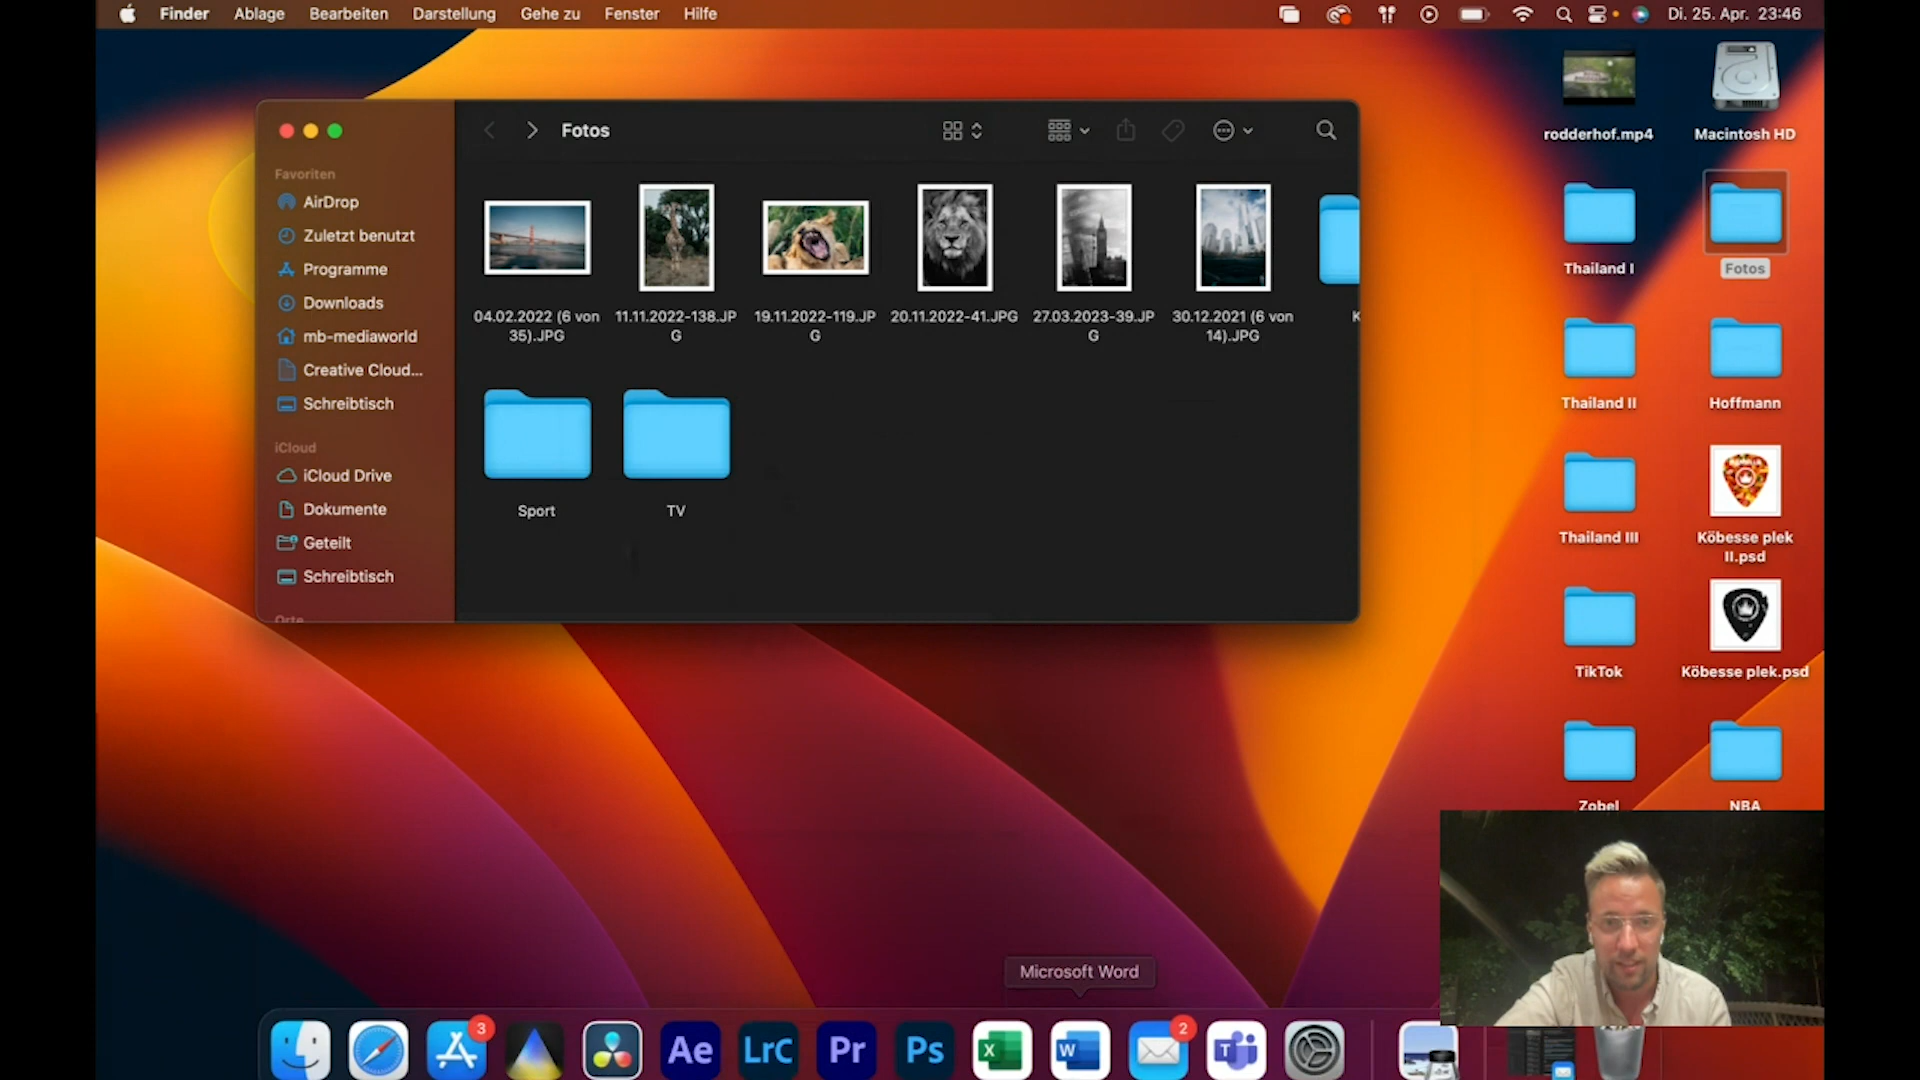 Finder Ablage Bearbeiten Darstellung Gehe zu Fenster Hilfe
Di. 25. Apr. 23:46
Fotos
Favoriten
AirDrop
Zuletzt benutzt
Programme
Downloads
mb-mediaworld
Creative Cloud...
Schreibtisch
iCloud
iCloud Drive
Dokumente
Geteilt
Schreibtisch
Orte
04.02.2022 (6 von
35).JPG
11.11.2022-138.JP
G
19.11.2022-119.JP
G
20.11.2022-41.JPG
27.03.2023-39.JP
G
30.12.2021 (6 von
14).JPG
K
Sport
TV
rodderhof.mp4
Macintosh HD
Thailand I
Fotos
Thailand II
Hoffmann
Thailand III
Köbesse plek
II.psd
TikTok
Köbesse plek.psd
Zobel
NBA
Microsoft Word
3
Ae
LrC
Pr
Ps
X
W
2
T